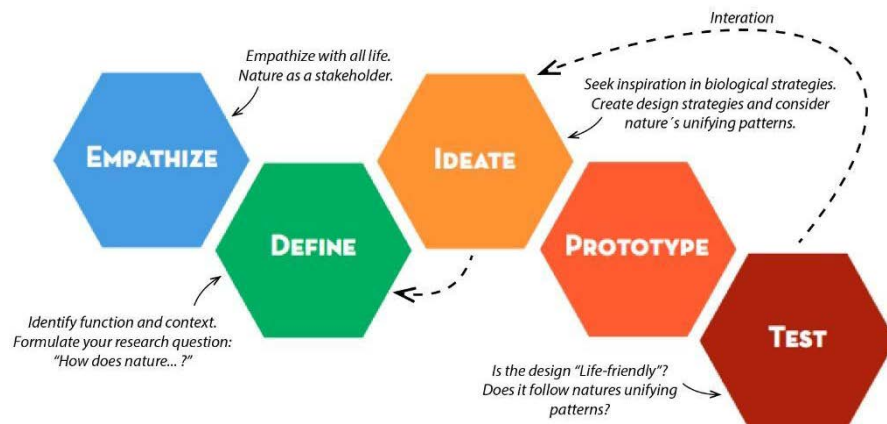 Interation
Empathize with all life.
Nature as a stakeholder.
Seek inspiration in biological strategies.
Create design strategies and consider
nature´s unifying patterns.
EMPATHIZE
IDEATE
DEFINE
PROTOTYPE
Identify function and context.
Formulate your research question:
“How does nature... ?”
TEST
Is the design “Life-friendly”?
Does it follow natures unifying
patterns?